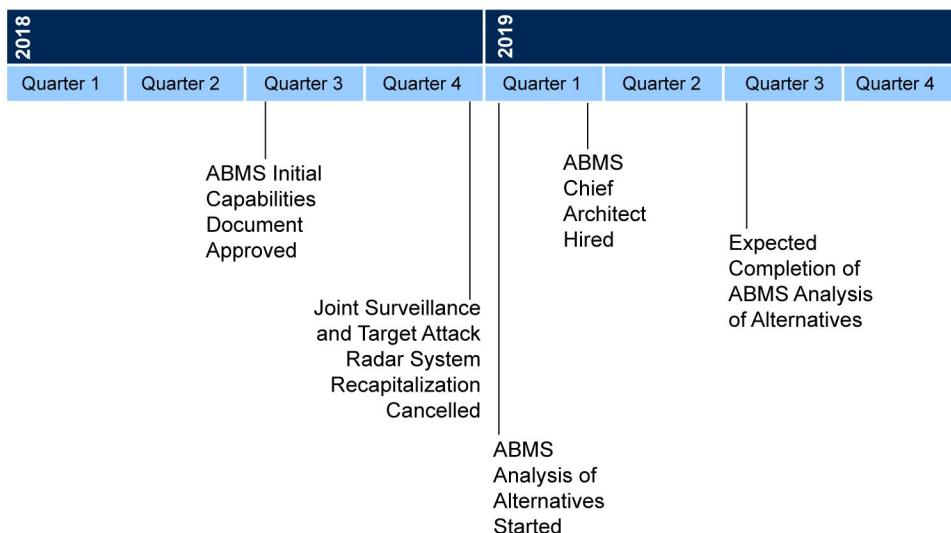 2018
2019
Quarter 1
Quarter 2
Quarter 3
Quarter 4
Quarter 1
Quarter 2
Quarter 3
Quarter 4
ABMS Initial
Capabilities
Document
Approved
Joint Surveillance
and Target Attack
Radar System
Recapitalization
Cancelled
ABMS
Analysis of
Alternatives
Started
ABMS
Chief
Architect
Hired
Expected
Completion of
ABMS Analysis
of Alternatives